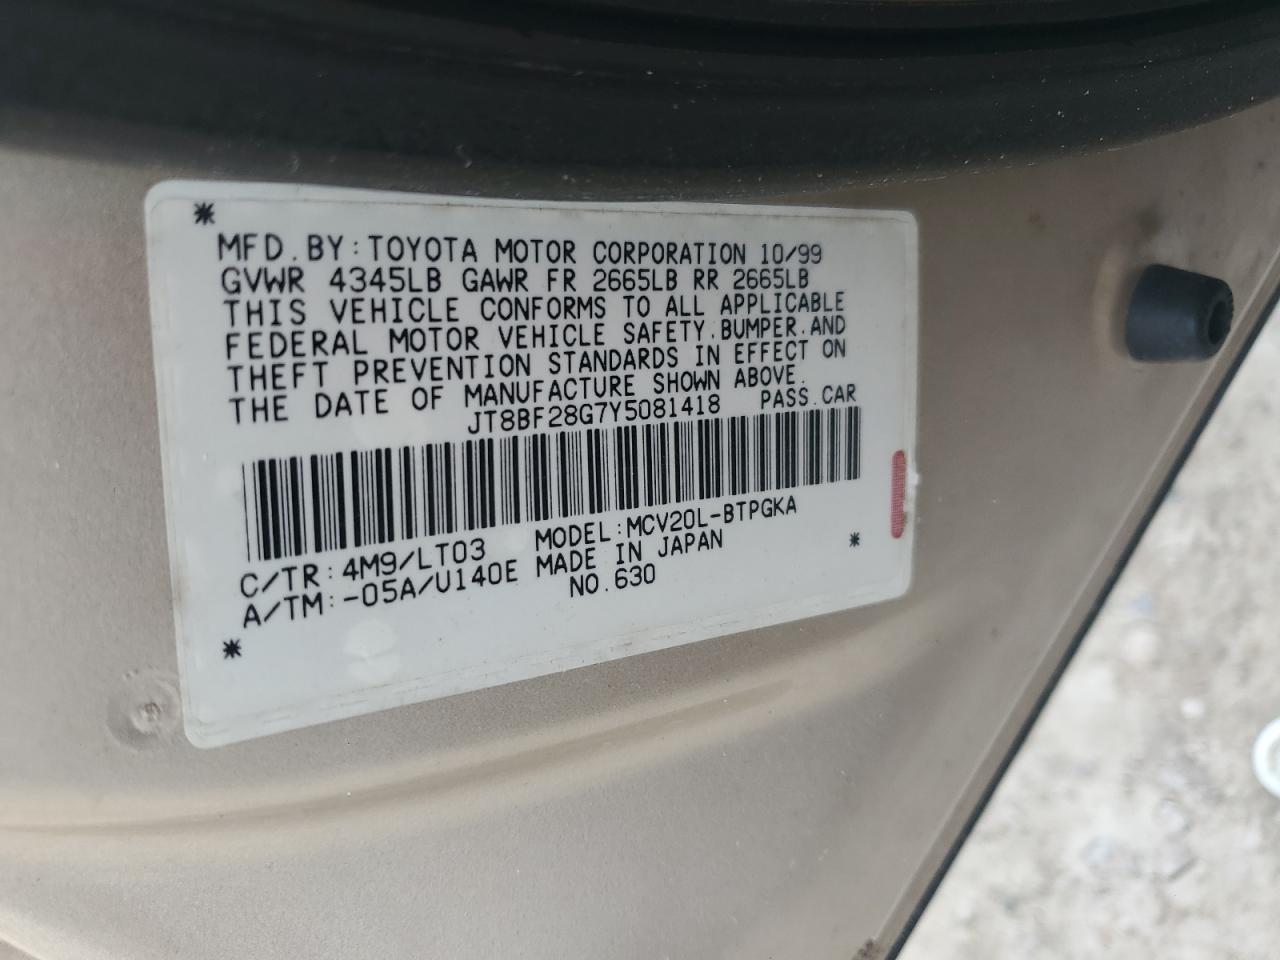 *
MFD. BY: TOYOTA MOTOR CORPORATION 10/99
GVWR 4345LB GAWR FR 2665LB RR 2665LB
THIS VEHICLE CONFORMS TO ALL APPLICABLE
FEDERAL MOTOR VEHICLE SAFETY. BUMPER. AND
THEFT PREVENTION STANDARDS IN EFFECT ON
THE DATE OF MANUFACTURE SHOWN ABOVE.
JT8BF28G7Y5081418 PASS. CAR
C/TR: 4M9/LT03 MODEL: MCV20L-BTPGKA
A/TM: -05A/U140E MADE IN JAPAN *
NO. 630
*